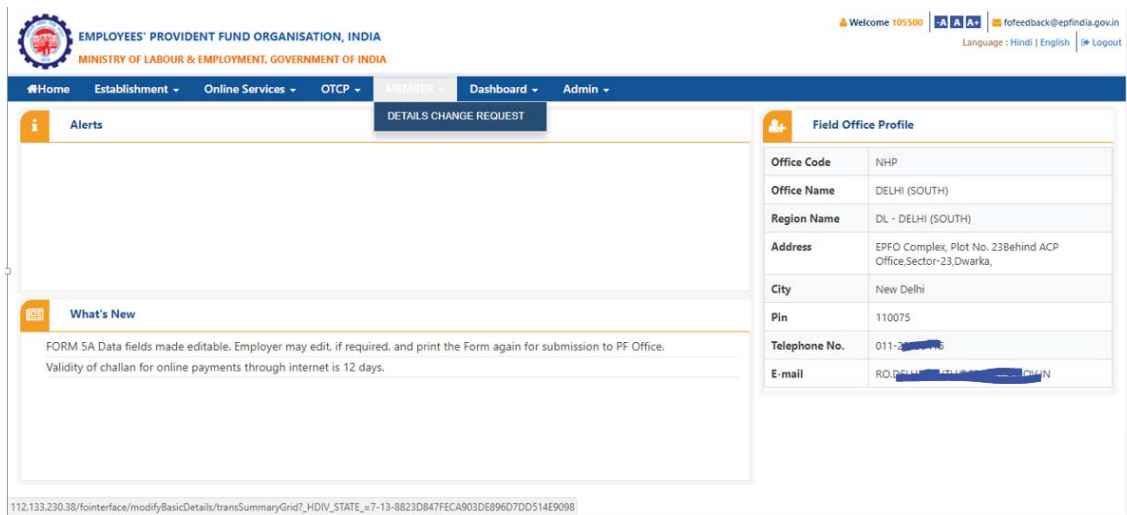 EMPLOYEES' PROVIDENT FUND ORGANISATION, INDIA
MINISTRY OF LABOUR & EMPLOYMENT, GOVERNMENT OF INDIA
Welcome 105500 -A A A+ fofeedback@epfindia.gov.in
Language : Hindi | English Logout
Home Establishment Online Services OTCP MEMBER Dashboard Admin
DETAILS CHANGE REQUEST
Alerts
What's New
FORM 5A Data fields made editable. Employer may edit, if required, and print the Form again for submission to PF Office.
Validity of challan for online payments through internet is 12 days.
Field Office Profile
Office Code NHP
Office Name DELHI (SOUTH)
Region Name DL - DELHI (SOUTH)
Address EPFO Complex, Plot No. 23Behind ACP
Office,Sector-23,Dwarka,
City New Delhi
Pin 110075
Telephone No. 011-2
E-mail
112.133.230.38/fointerface/modifyBasicDetails/transSummaryGrid?_HDIV_STATE_=7-13-8823D847FECA903DE896D7DD514E9098